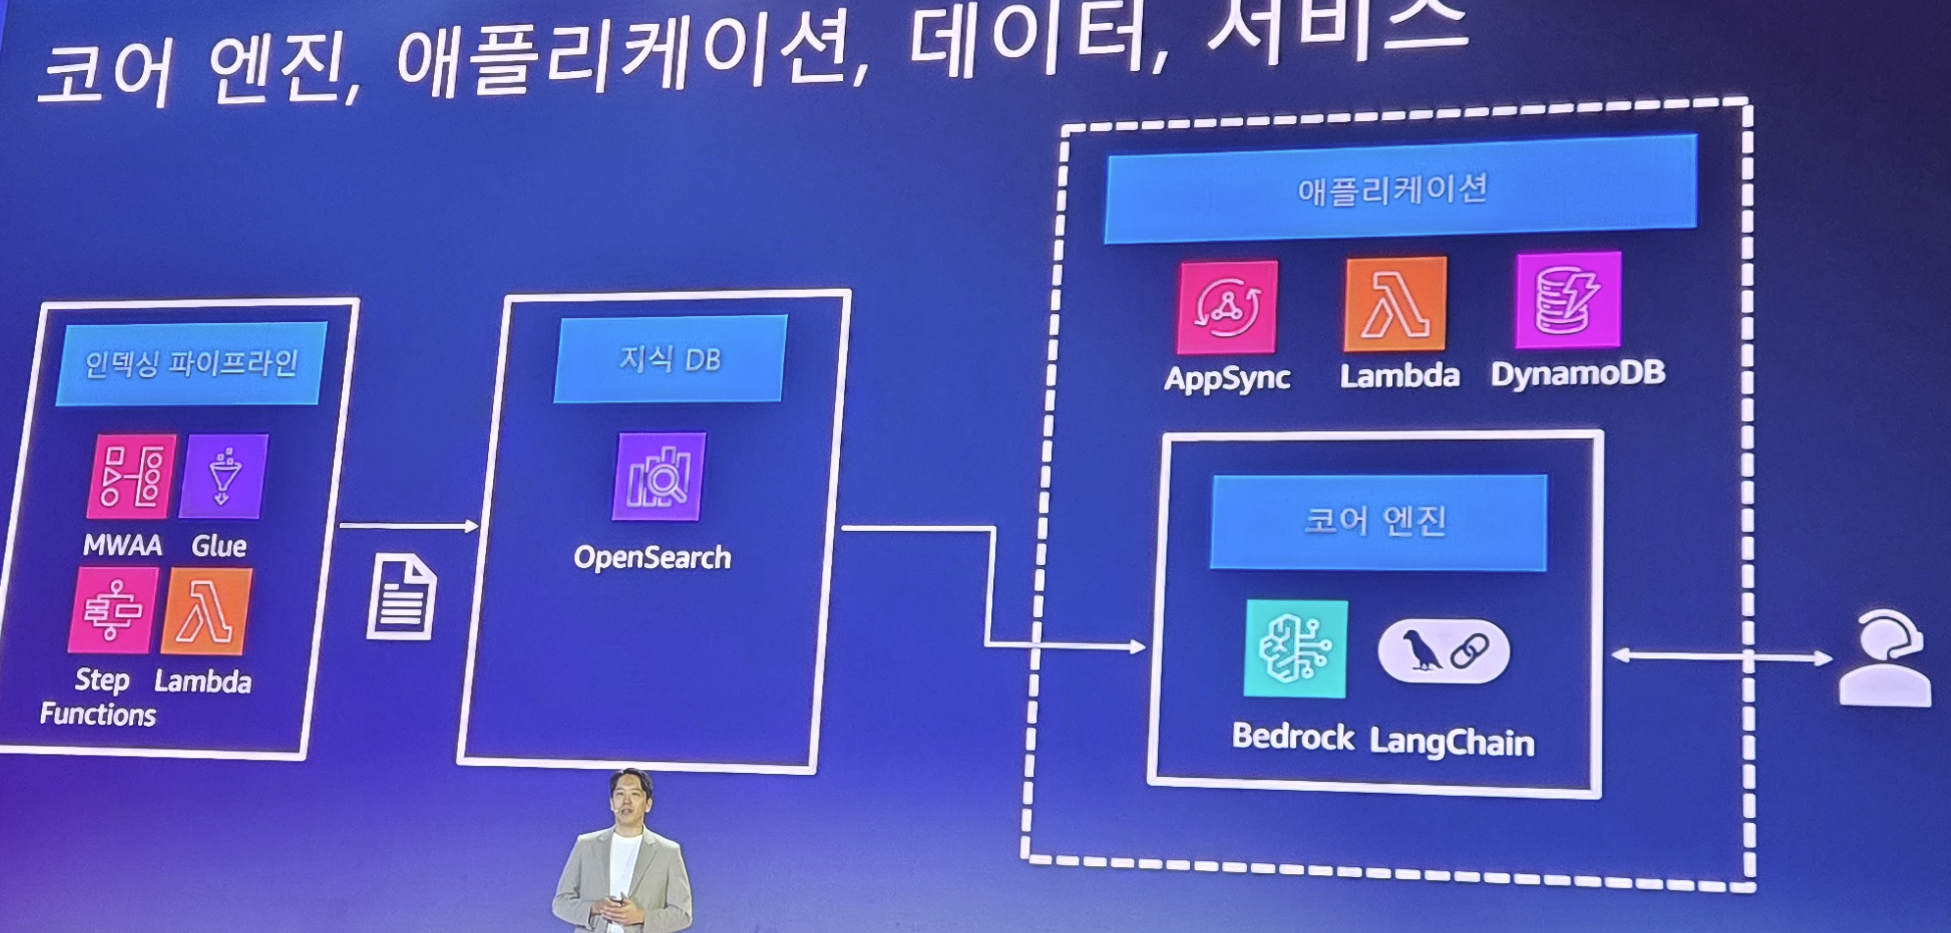 코어 엔진, 애플리케이션, 데이터, 서비스
인덱싱 파이프라인
MWAA Glue
Step Lambda
Functions
지식 DB
OpenSearch
애플리케이션
AppSync Lambda DynamoDB
코어 엔진
Bedrock LangChain